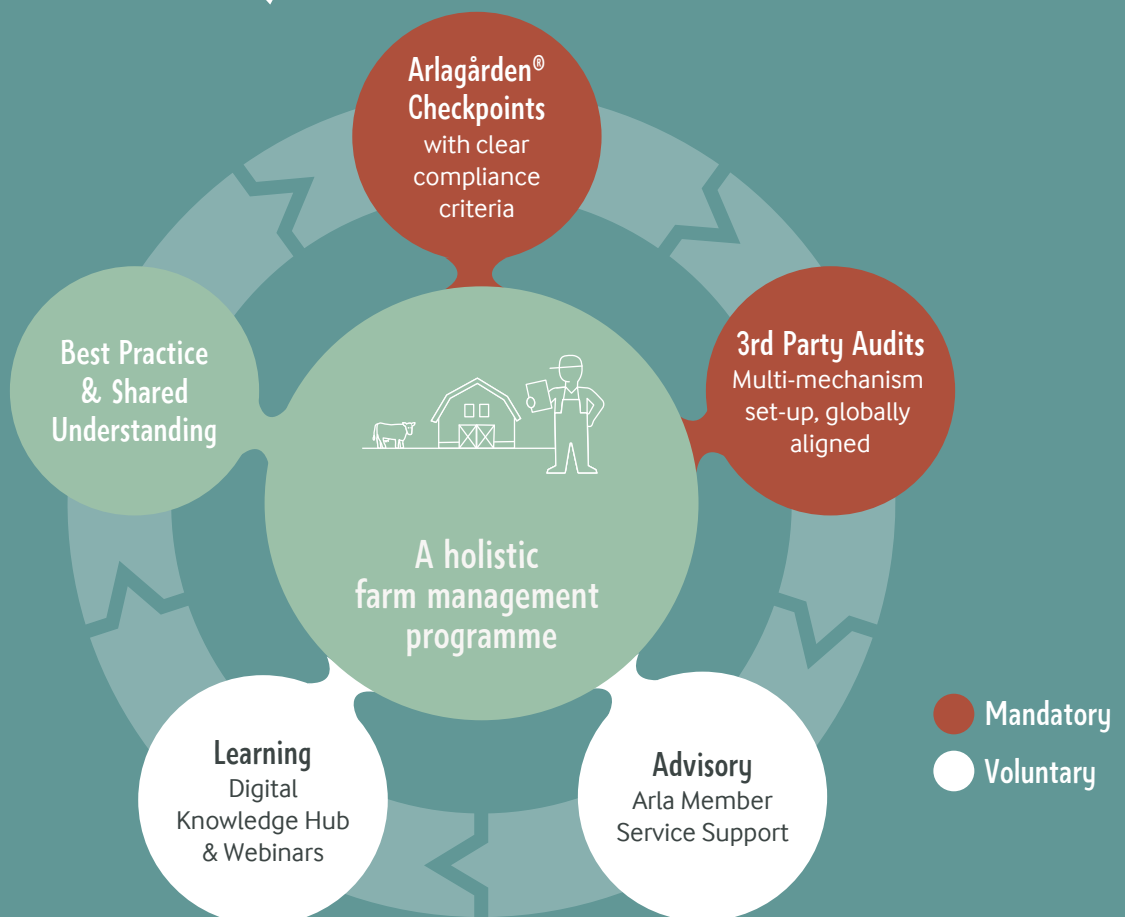 Arlagården®
Checkpoints
with clear
compliance
criteria
3rd Party Audits
Multi-mechanism
set-up, globally
aligned
Best Practice
& Shared
Understanding
A holistic
farm management
programme
Learning
Digital
Knowledge Hub
& Webinars
Advisory
Arla Member
Service Support
Mandatory
Voluntary